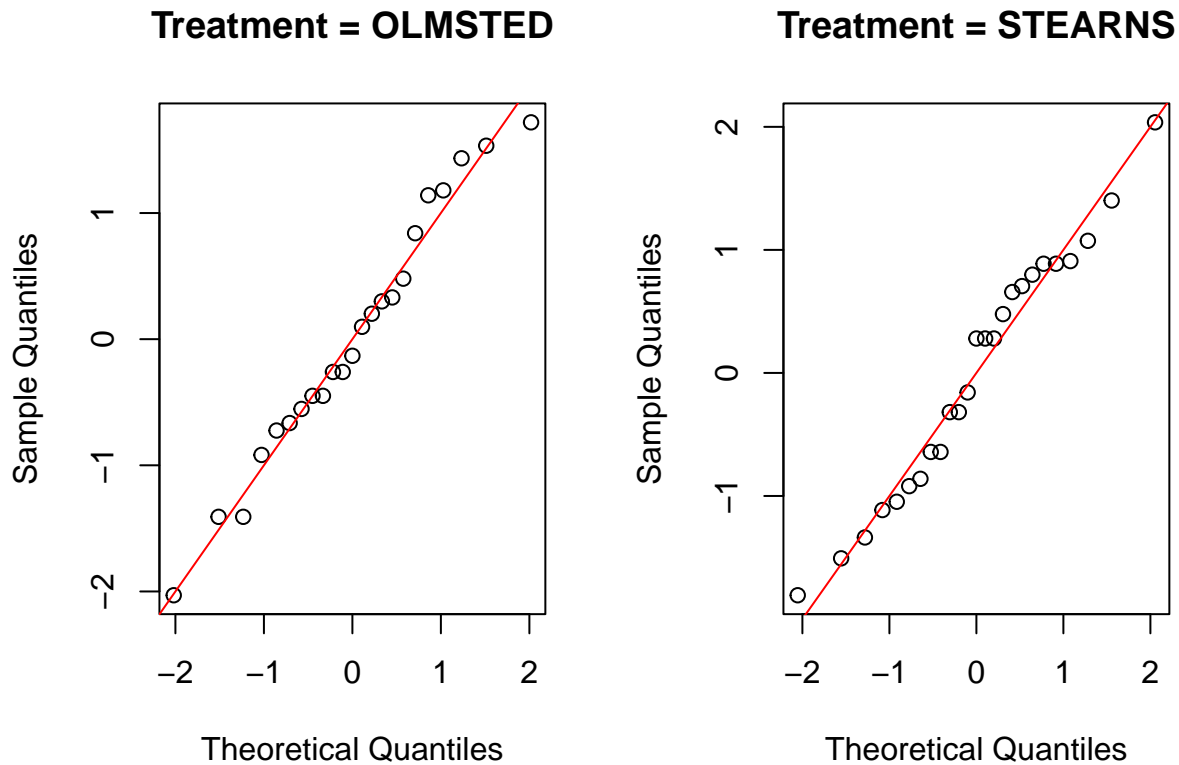 Treatment = OLMSTED
Sample Quantiles
1
0
−1
−2
−2 −1 0 1 2
Theoretical Quantiles
Treatment = STEARNS
Sample Quantiles
2
1
0
−1
−2 −1 0 1 2
Theoretical Quantiles